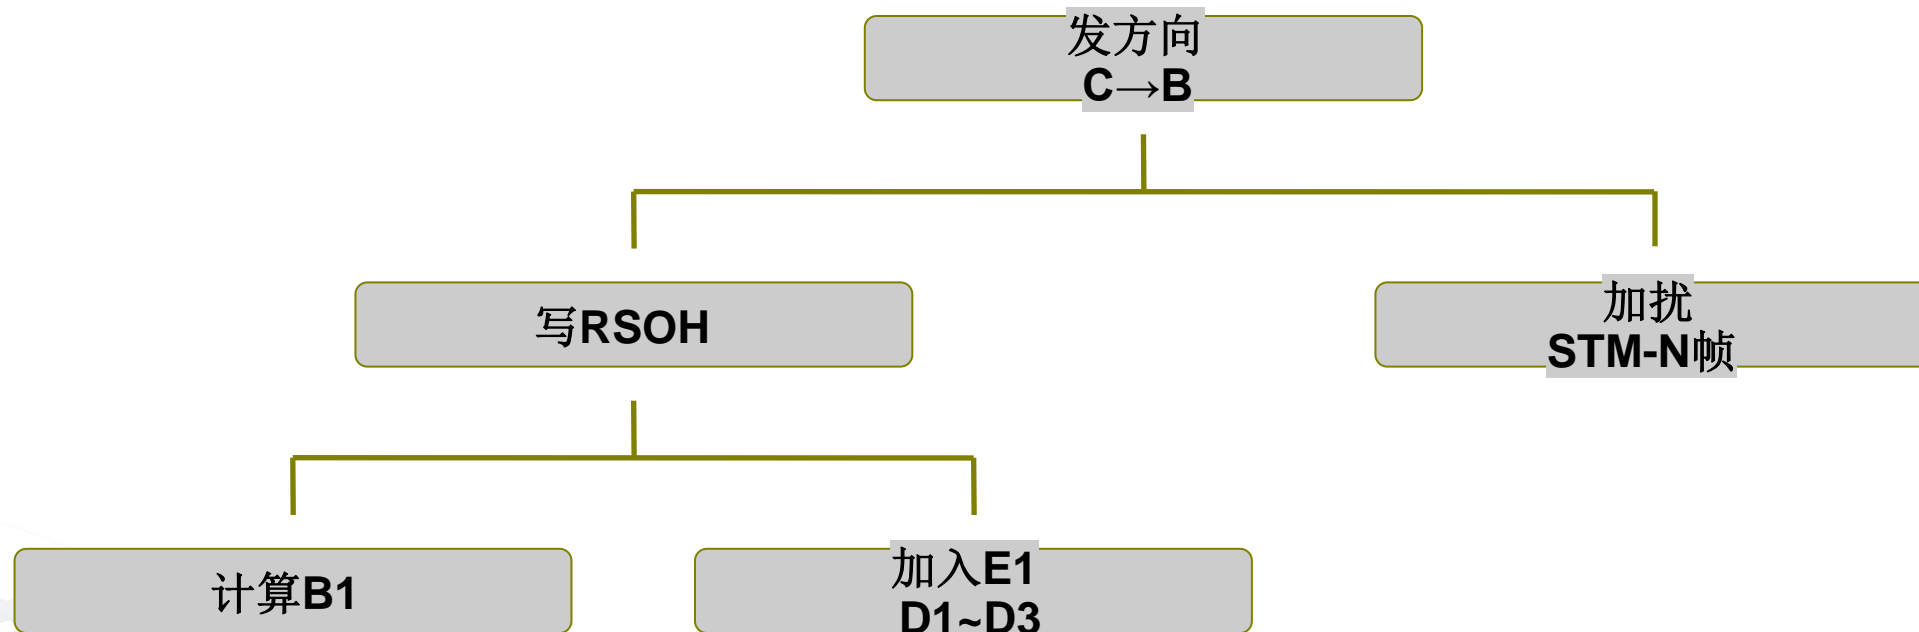 发方向
C→B
写RSOH
加扰
STM-N帧
计算B1
加入E1
D1~D3